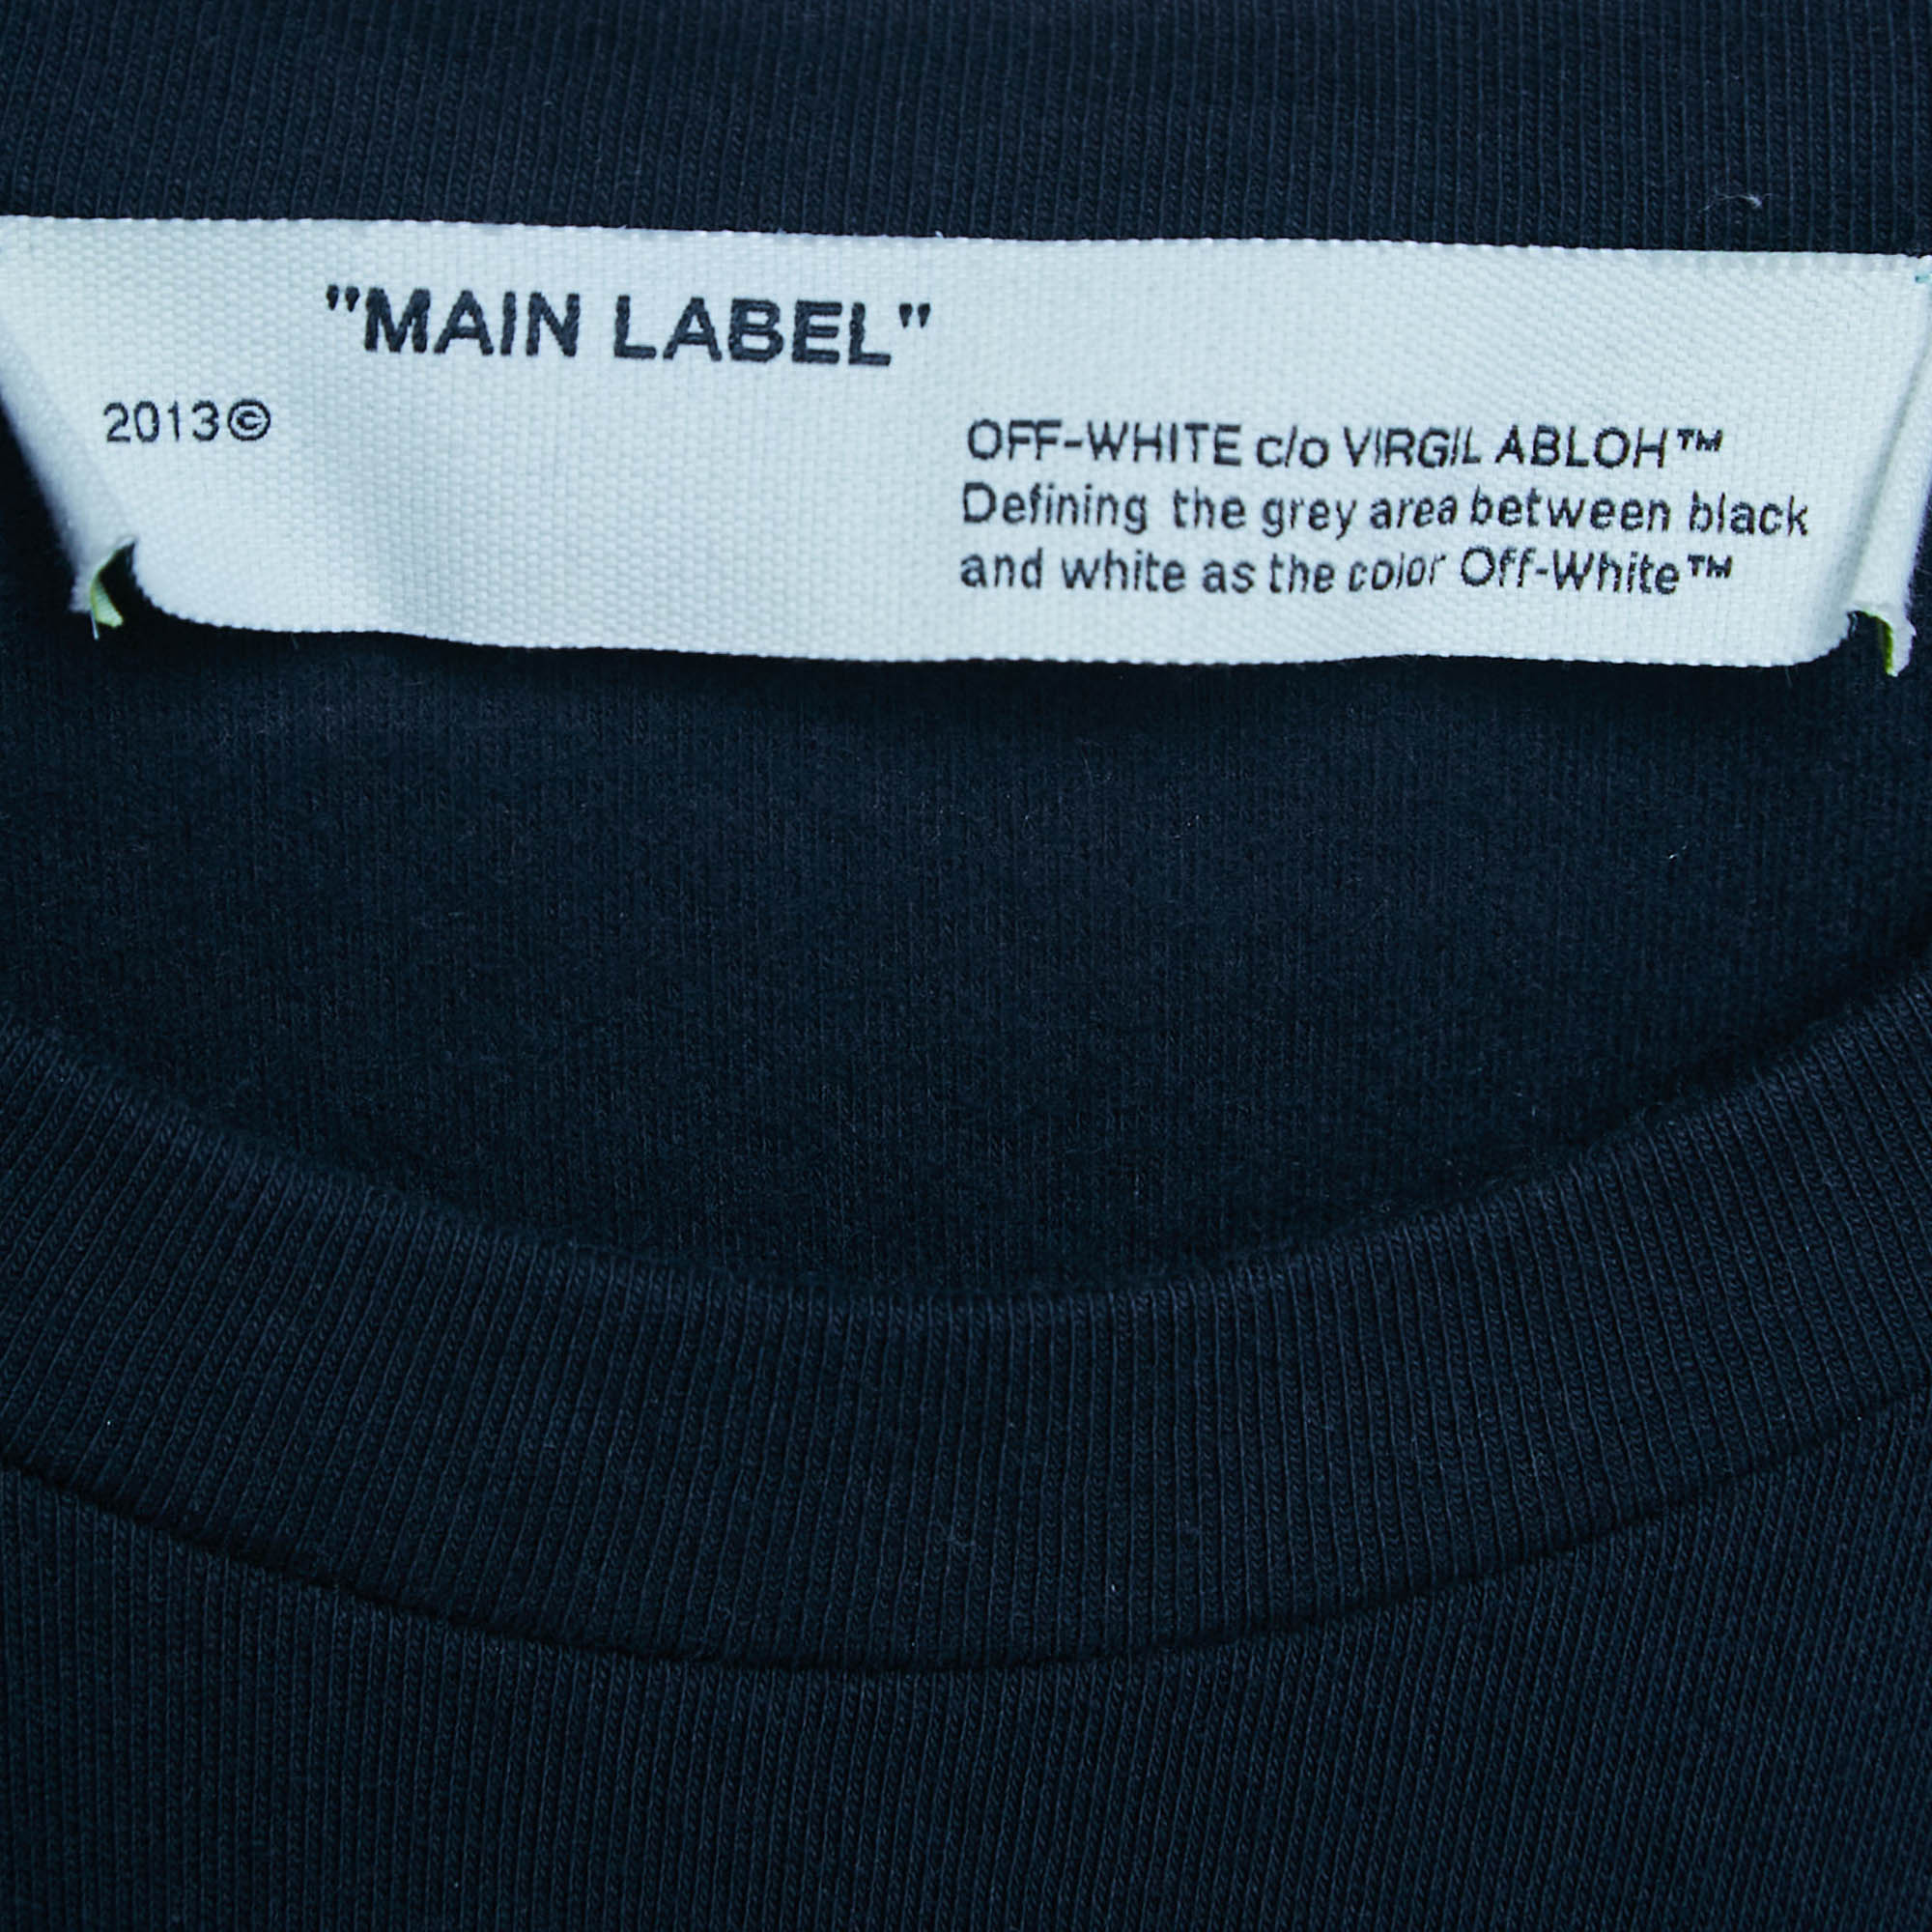 "MAIN LABEL"
2013©
OFF-WHITE c/o VIRGIL ABLOH™
Defining the grey area between black
and white as the color Off-White™